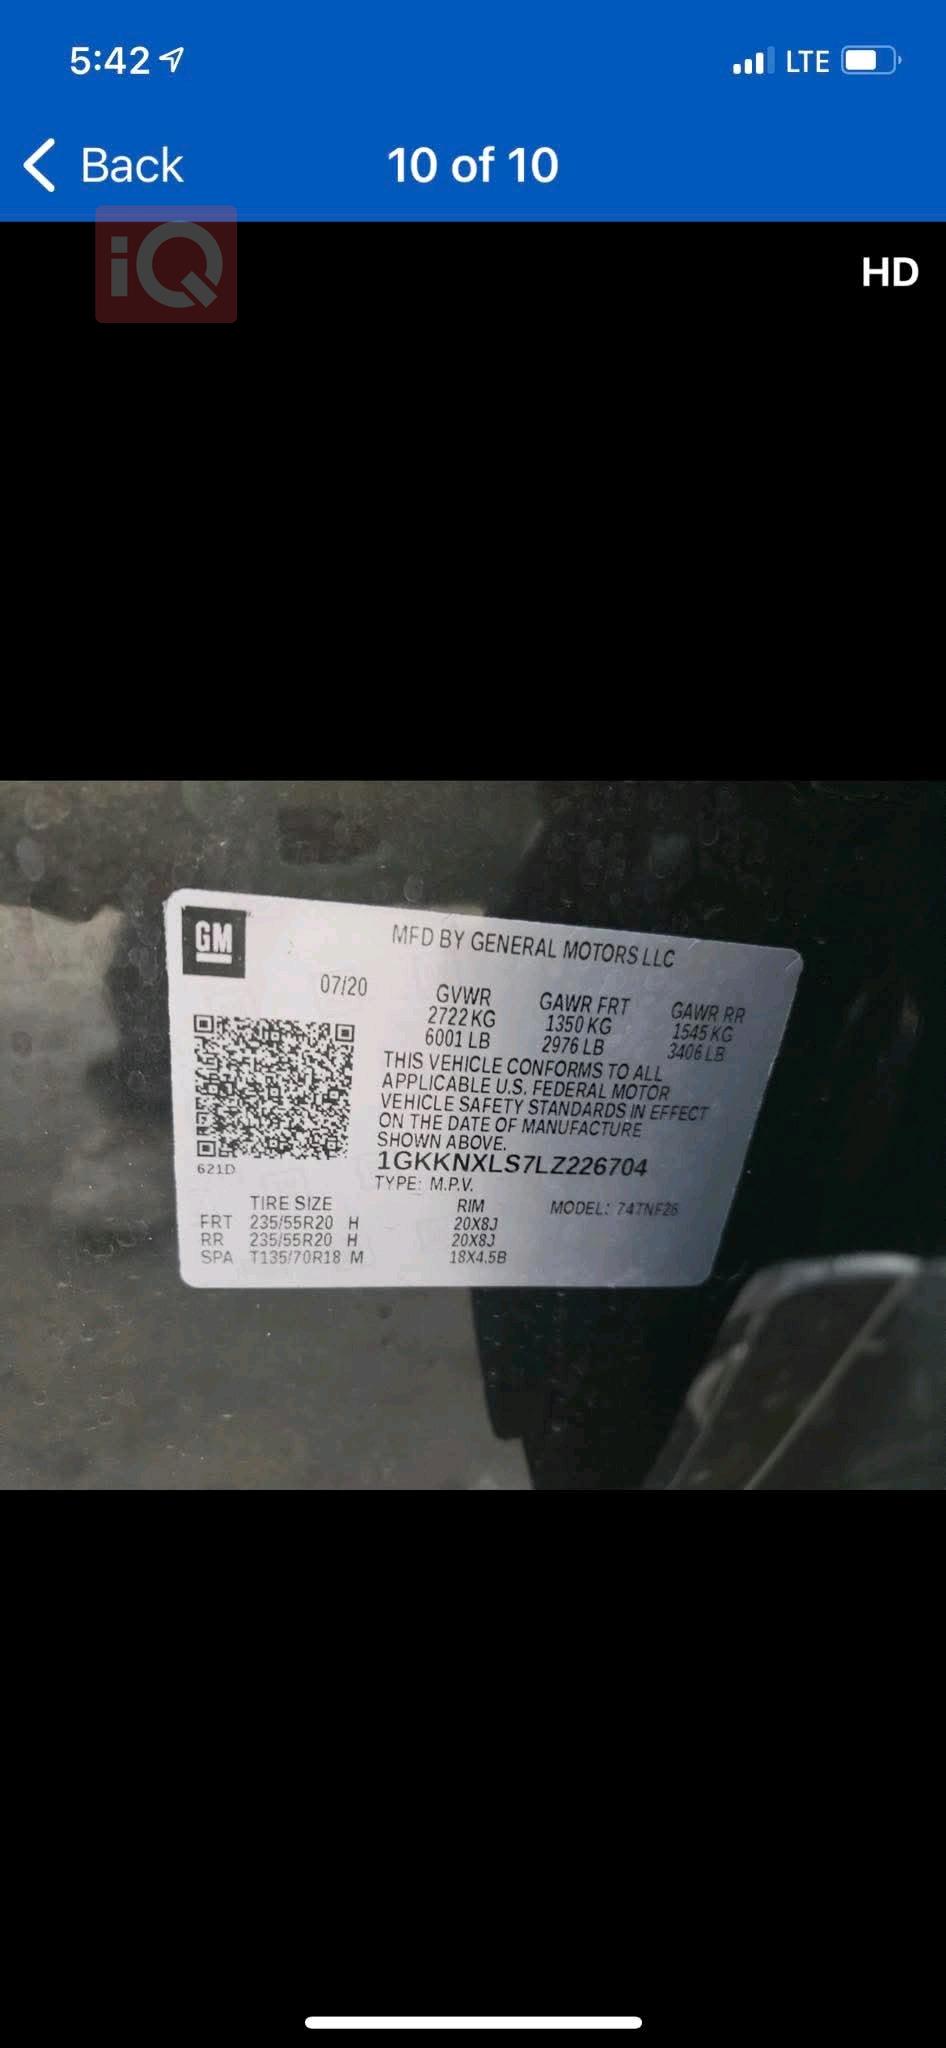 5:42
LTE
Back
10 of 10
iQ
HD
GM
MFD BY GENERAL MOTORS LLC
07/20
GVWR GAWR FRT GAWR RR
2722 KG 1350 KG 1545 KG
6001 LB 2976 LB 3406 LB
THIS VEHICLE CONFORMS TO ALL
APPLICABLE U.S. FEDERAL MOTOR
VEHICLE SAFETY STANDARDS IN EFFECT
ON THE DATE OF MANUFACTURE
SHOWN ABOVE.
1GKKNXLS7LZ226704
621D
TYPE: M.P.V.
TIRE SIZE RIM MODEL: 74TNF26
FRT 235/55R20 H 20X8J
RR 235/55R20 H 20X8J
SPA T135/70R18 M 18X4.5B